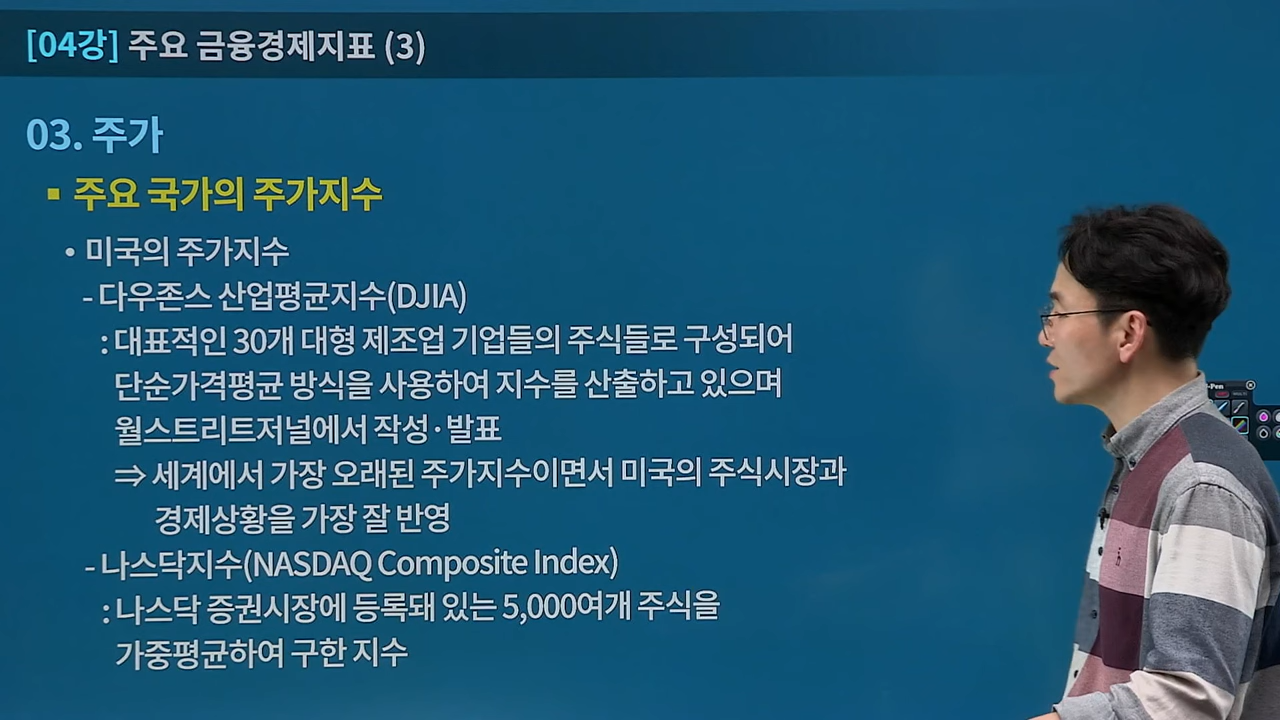 [04강] 주요 금융경제지표 (3)
03. 주가
▪ 주요 국가의 주가지수
• 미국의 주가지수
- 다우존스 산업평균지수(DJIA)
: 대표적인 30개 대형 제조업 기업들의 주식들로 구성되어
단순가격평균 방식을 사용하여 지수를 산출하고 있으며
월스트리트저널에서 작성·발표
⇒ 세계에서 가장 오래된 주가지수이면서 미국의 주식시장과
경제상황을 가장 잘 반영
- 나스닥지수(NASDAQ Composite Index)
: 나스닥 증권시장에 등록돼 있는 5,000여개 주식을
가중평균하여 구한 지수